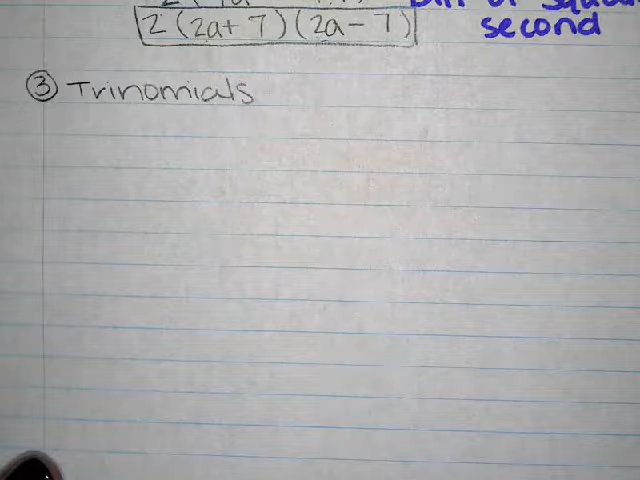 2(2a+7)(2a-7)
second
③ Trinomials